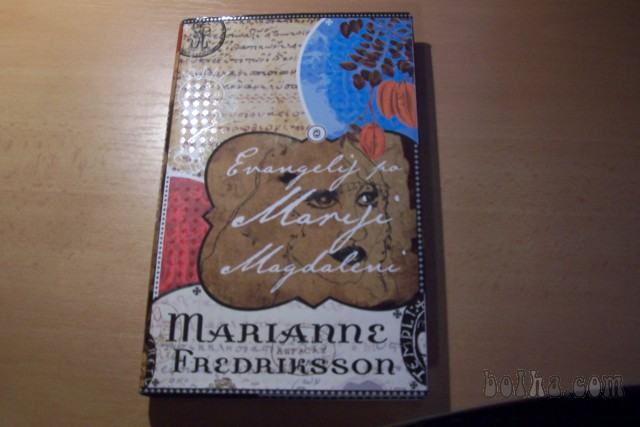 Evangelij po
Mariji
Magdaleni
MARIANNE
FREDRIKSSON
bolha.com